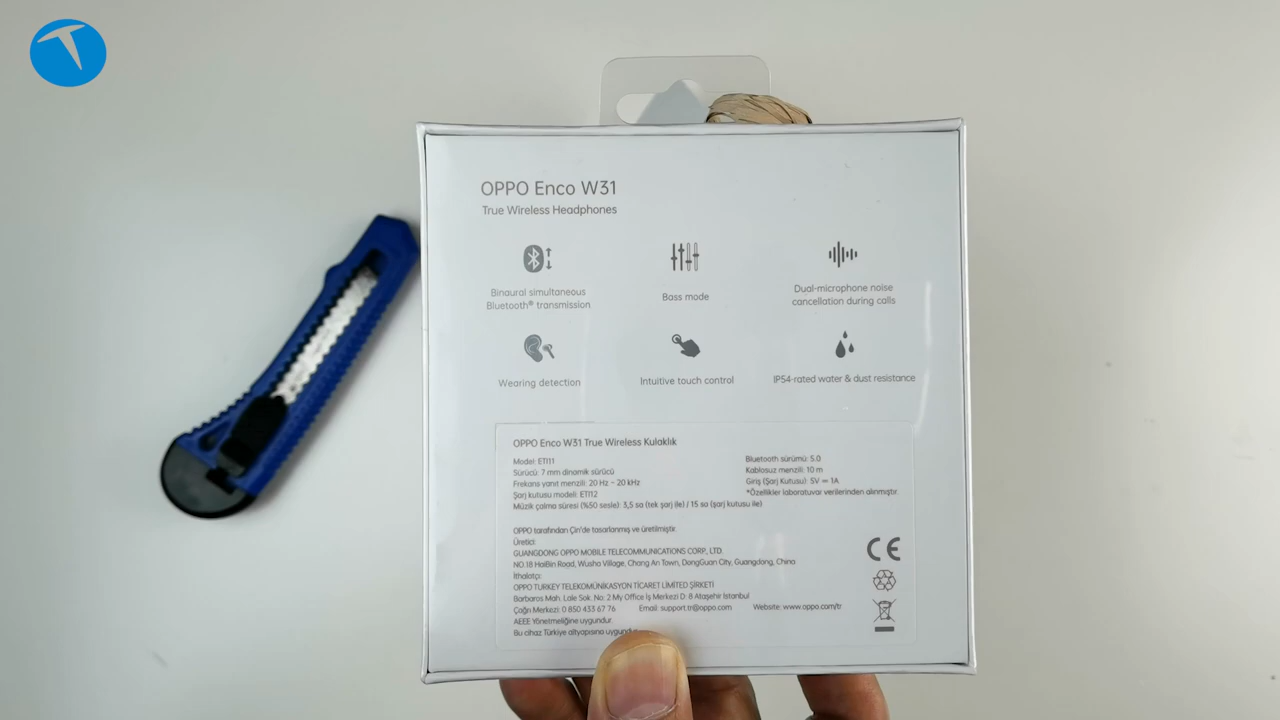 OPPO Enco W31
True Wireless Headphones
Binaural simultaneous
Bluetooth® transmission
Bass mode
Dual-microphone noise
cancellation during calls
Wearing detection
Intuitive touch control
IP54-rated water & dust resistance
OPPO Enco W31 True Wireless Kulaklık
Model: ETI11
Sürücü: 7 mm dinamik sürücü
Frekans yanıt menzili: 20 Hz ~ 20 kHz
Şarj kutusu modeli: ETI12
Müzik çalma süresi (%50 sesle): 3,5 sa (tek şarj ile) / 15 sa (şarj kutusu ile)
Bluetooth sürümü: 5.0
Kablosuz menzili: 10 m
Giriş (Şarj Kutusu): 5V = 1A
*Özellikler laboratuvar verilerinden alınmıştır.
OPPO tarafından Çin'de tasarlanmış ve üretilmiştir.
Üretici:
GUANGDONG OPPO MOBILE TELECOMMUNICATIONS CORP., LTD.
NO.18 HaiBin Road, Wusha Village, Chang An Town, DongGuan City, Guangdong, China
İthalatçı:
OPPO TURKEY TELEKOMÜNİKASYON TİCARET LİMİTED ŞİRKETİ
Barbaros Mah. Lale Sok. No: 2 My Office İş Merkezi D: 8 Ataşehir İstanbul
Çağrı Merkezi: 0 850 433 67 76 Email: support.tr@oppo.com Website: www.oppo.com/tr
AEEE Yönetmeliğine uygundur.
Bu cihaz Türkiye altyapısına uygundur.
CE